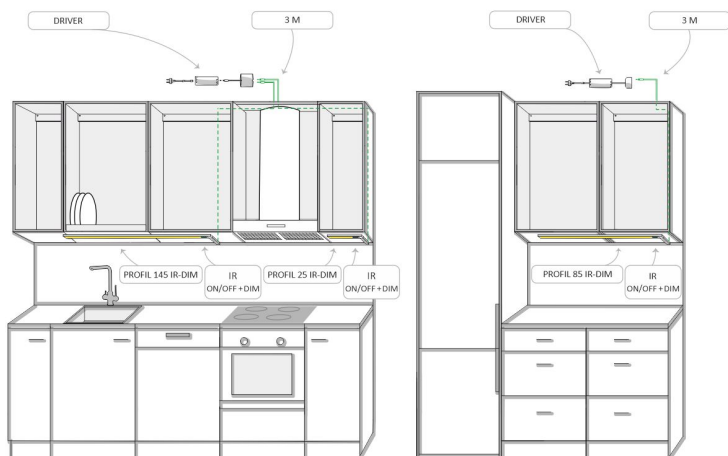 DRIVER
3 M
DRIVER
3 M
PROFIL 145 IR-DIM
IR
ON/OFF+DIM
PROFIL 25 IR-DIM
IR
ON/OFF+DIM
PROFIL 85 IR-DIM
IR
ON/OFF+DIM